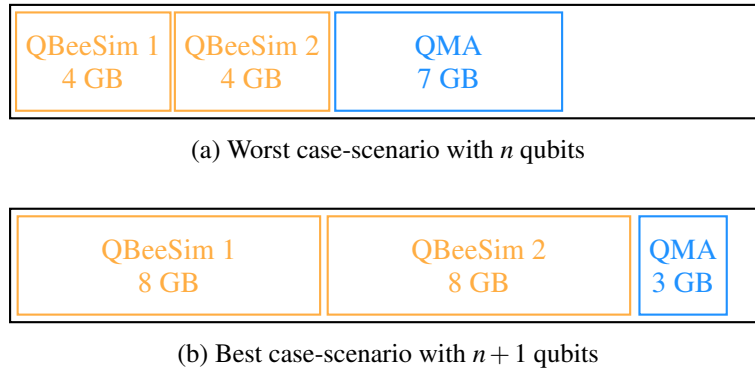 QBeeSim 1
4 GB
QBeeSim 2
4 GB
QMA
7 GB
(a) Worst case-scenario with n qubits
QBeeSim 1
8 GB
QBeeSim 2
8 GB
QMA
3 GB
(b) Best case-scenario with n + 1 qubits